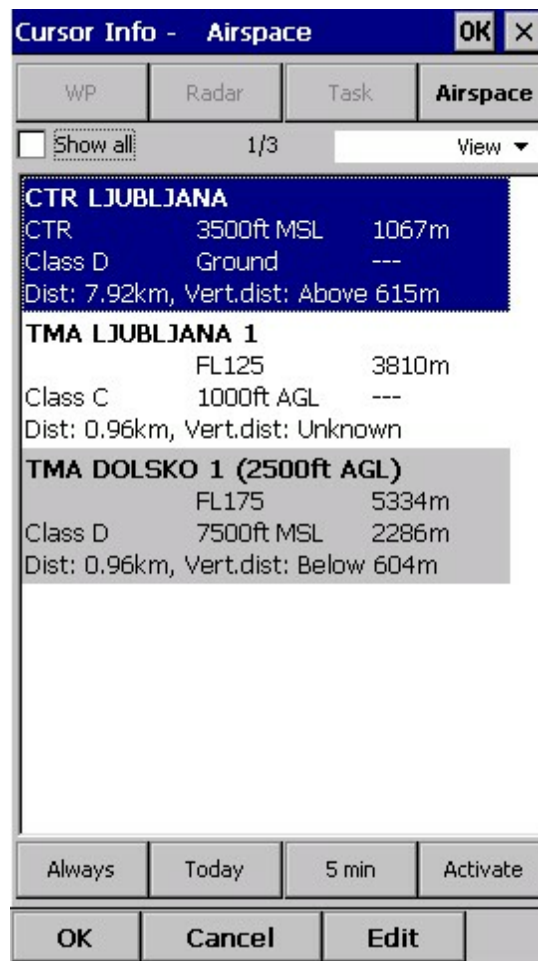 Cursor Info - Airspace OK ×
WP Radar Task Airspace
Show all 1/3 View
CTR LJUBLJANA
CTR 3500ft MSL 1067m
Class D Ground ---
Dist: 7.92km, Vert.dist: Above 615m
TMA LJUBLJANA 1
FL125 3810m
Class C 1000ft AGL ---
Dist: 0.96km, Vert.dist: Unknown
TMA DOLSKO 1 (2500ft AGL)
FL175 5334m
Class D 7500ft MSL 2286m
Dist: 0.96km, Vert.dist: Below 604m
Always Today 5 min Activate
OK Cancel Edit